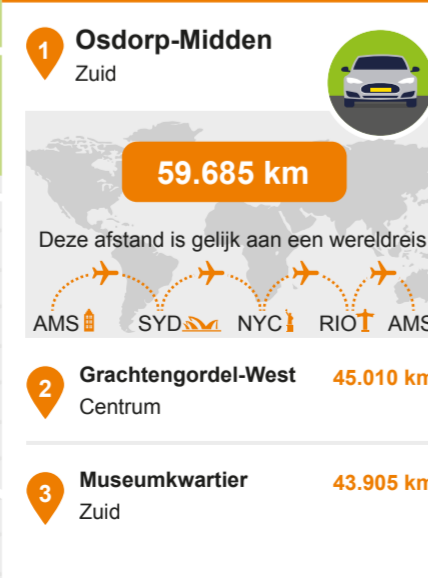 1
Osdorp-Midden
Zuid
59.685 km
Deze afstand is gelijk aan een wereldreis
AMS SYD NYC RIO AMS
2
Grachtengordel-West 45.010 km
Centrum
3
Museumkwartier 43.905 km
Zuid